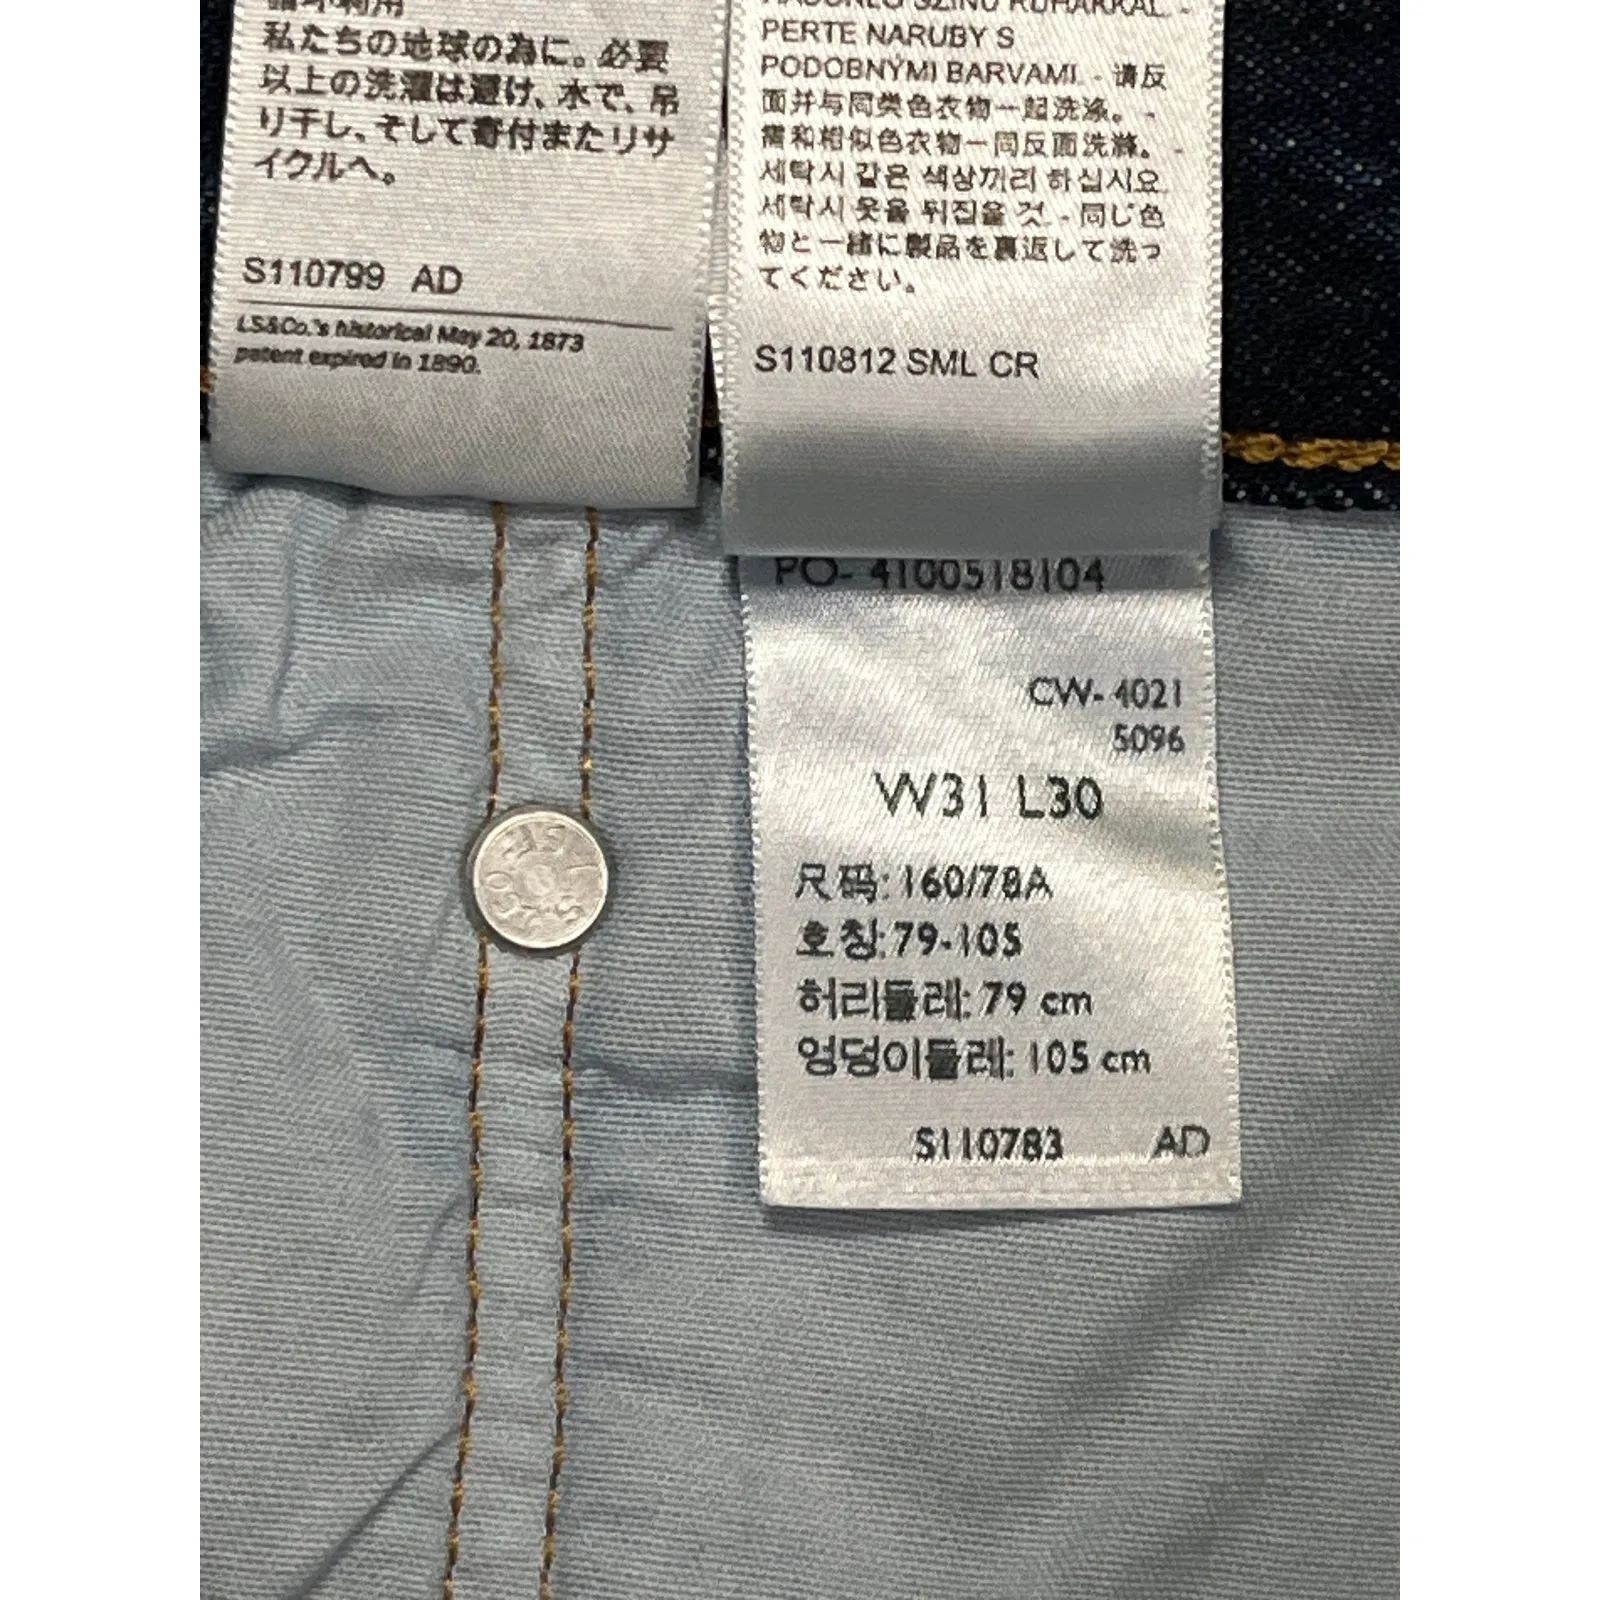 私たちの地球の為に。必要
以上の洗濯は避け、水で、吊
り干し、そして寄付またリサ
イクルへ。
S110799 AD
LS&Co.'s historical May 20, 1873
patent expired in 1890.
PERTE NARUBY S
PODOBNÝMI BARVAMI. - 请反
面并与同类色衣物一起洗涤。 -
需和相似色衣物一同反面洗滌。 -
세탁시 같은 색상끼리 하십시요.
세탁시 옷을 뒤집을 것. - 同じ色
物と一緒に製品を裏返して洗っ
てください。
S110812 SML CR
PO- 4100518104
CW- 4021
5096
W31 L30
尺码: 160/78A
호칭: 79-105
허리둘레: 79 cm
엉덩이둘레: 105 cm
S110783 AD